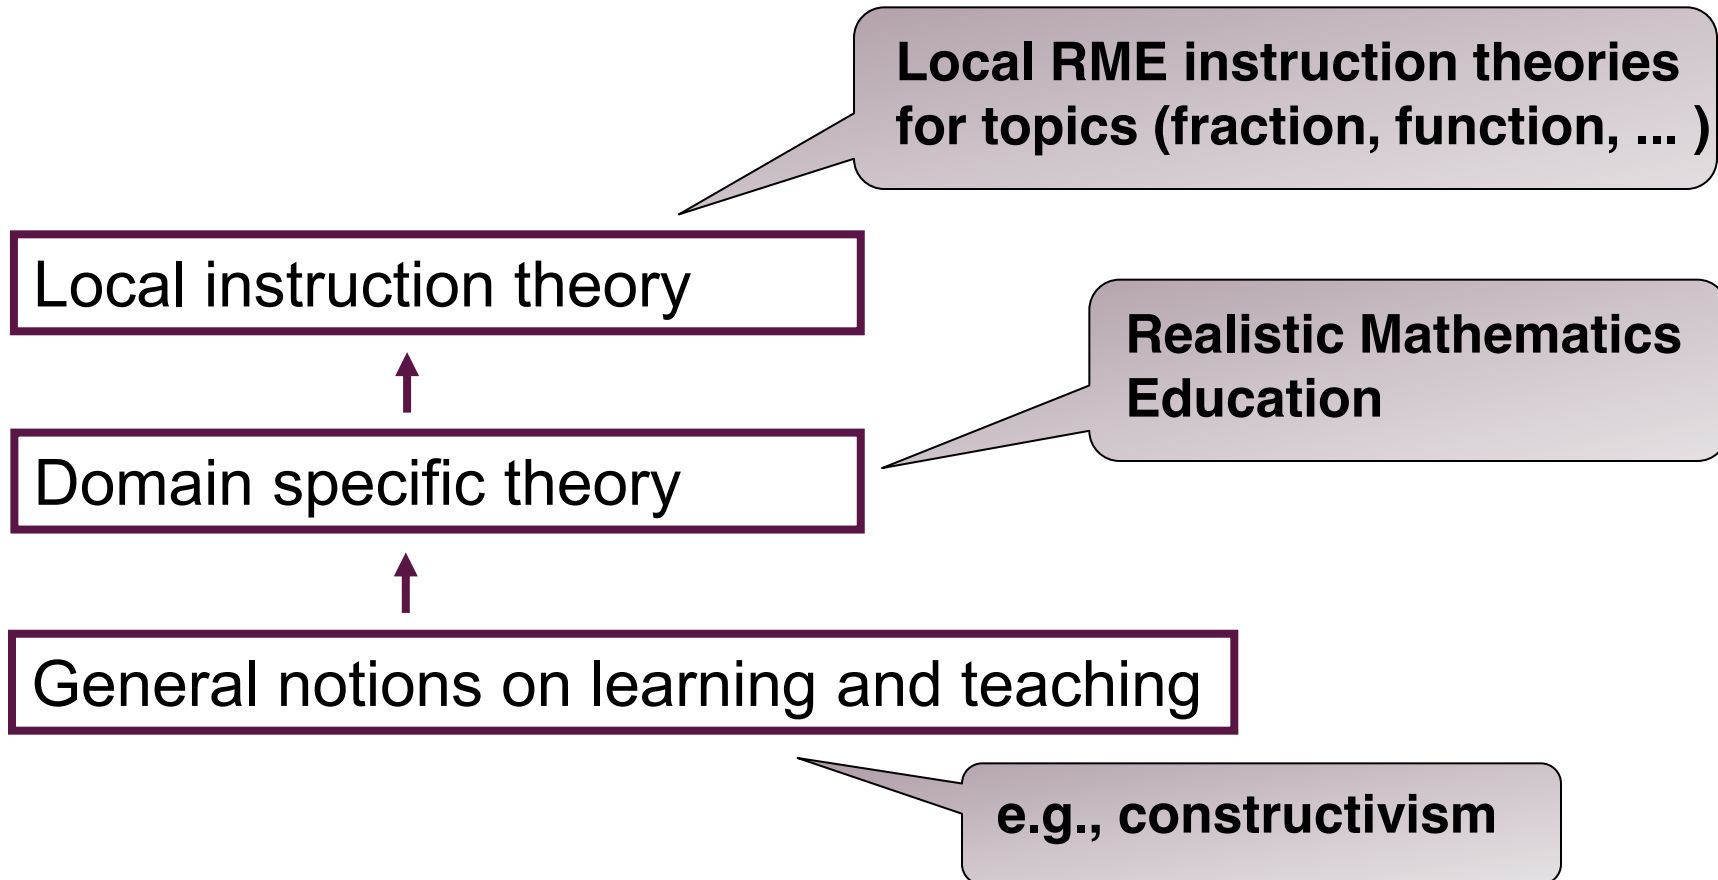 Local RME instruction theories
for topics (fraction, function, ... )
Local instruction theory
Realistic Mathematics
Education
Domain specific theory
General notions on learning and teaching
e.g., constructivism